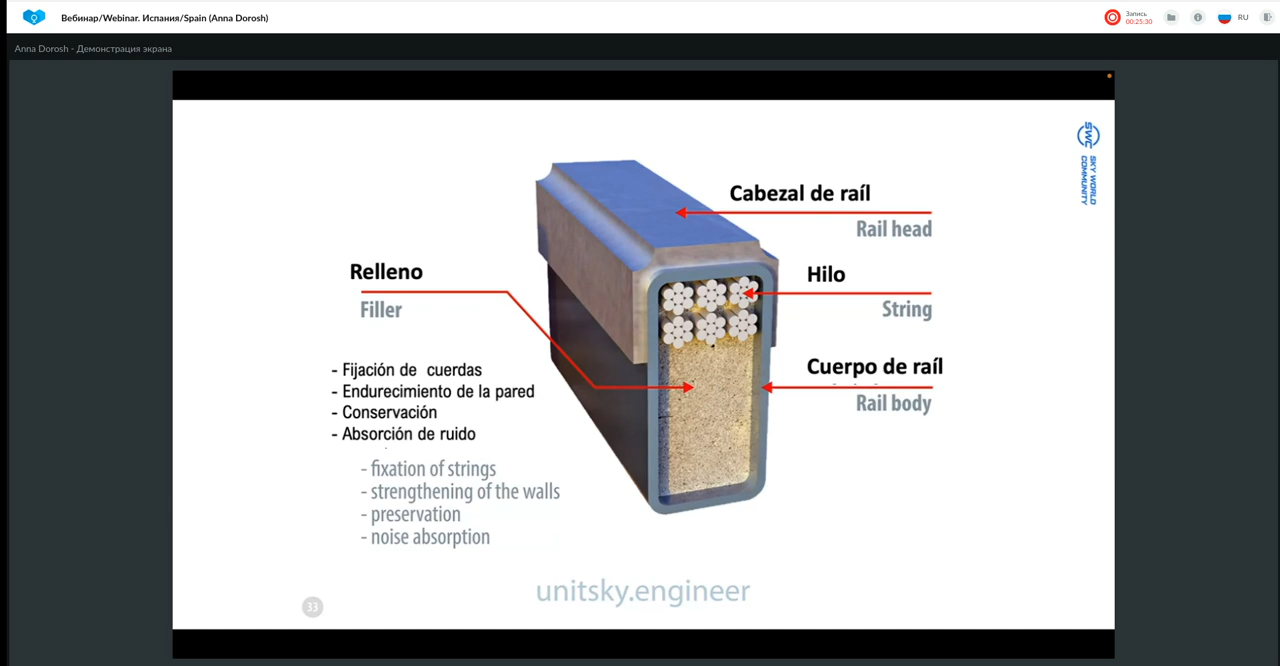 Вебинар/Webinar. Испания/Spain (Anna Dorosh)
Запись
00:25:30
RU
Anna Dorosh - Демонстрация экрана
SWC
SKY WORLD
COMMUNITY
Cabezal de raíl
Rail head
Relleno
Filler
Hilo
String
- Fijación de cuerdas
- Endurecimiento de la pared
- Conservación
- Absorción de ruido
Cuerpo de raíl
Rail body
- fixation of strings
- strengthening of the walls
- preservation
- noise absorption
unitsky.engineer
33